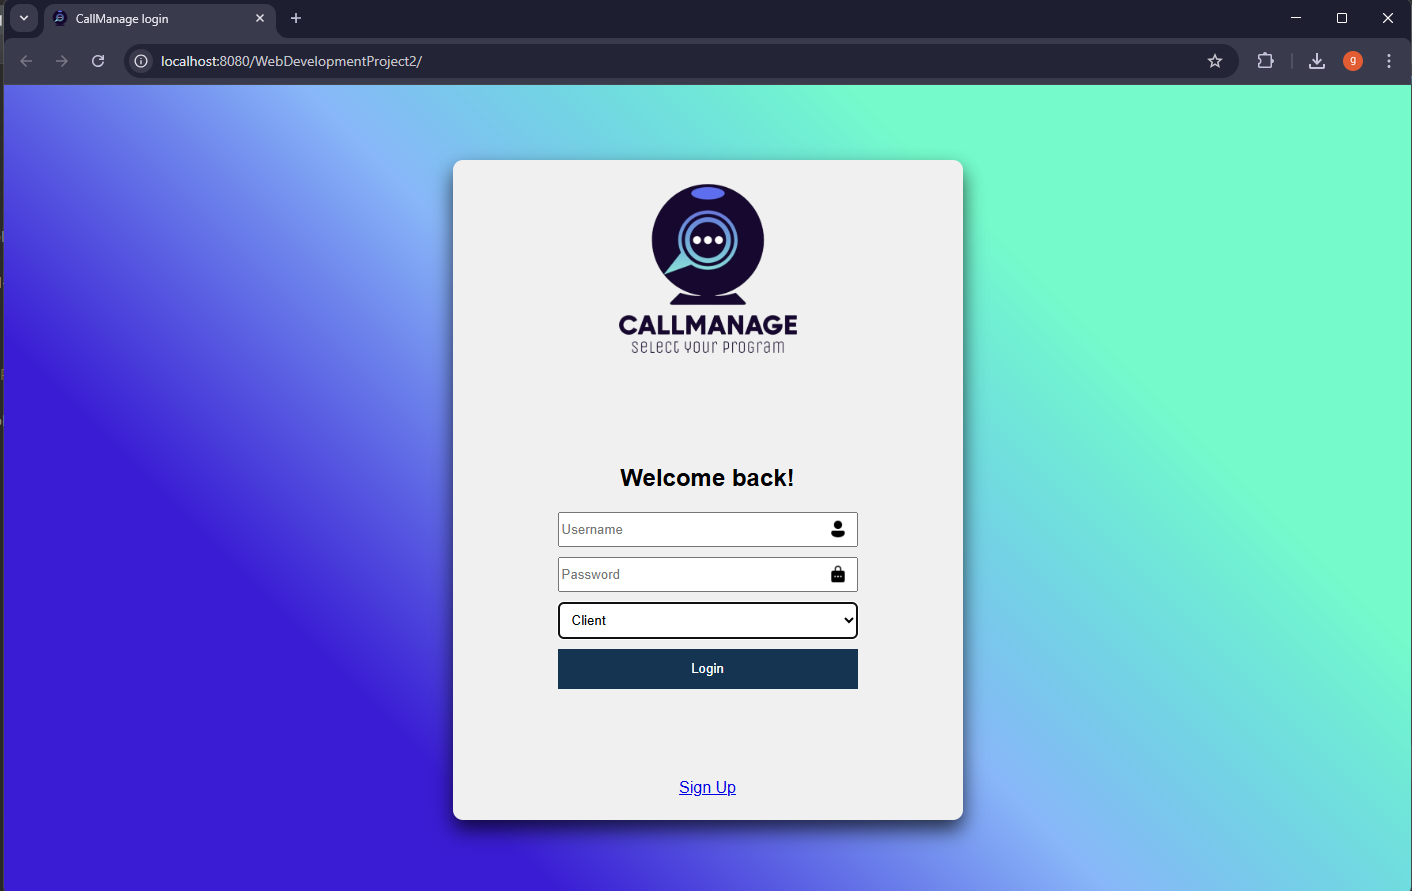 CallManage login
localhost:8080/WebDevelopmentProject2/
g
CALLMANAGE
select your program
Welcome back!
Username
Password
Client
Login
Sign Up